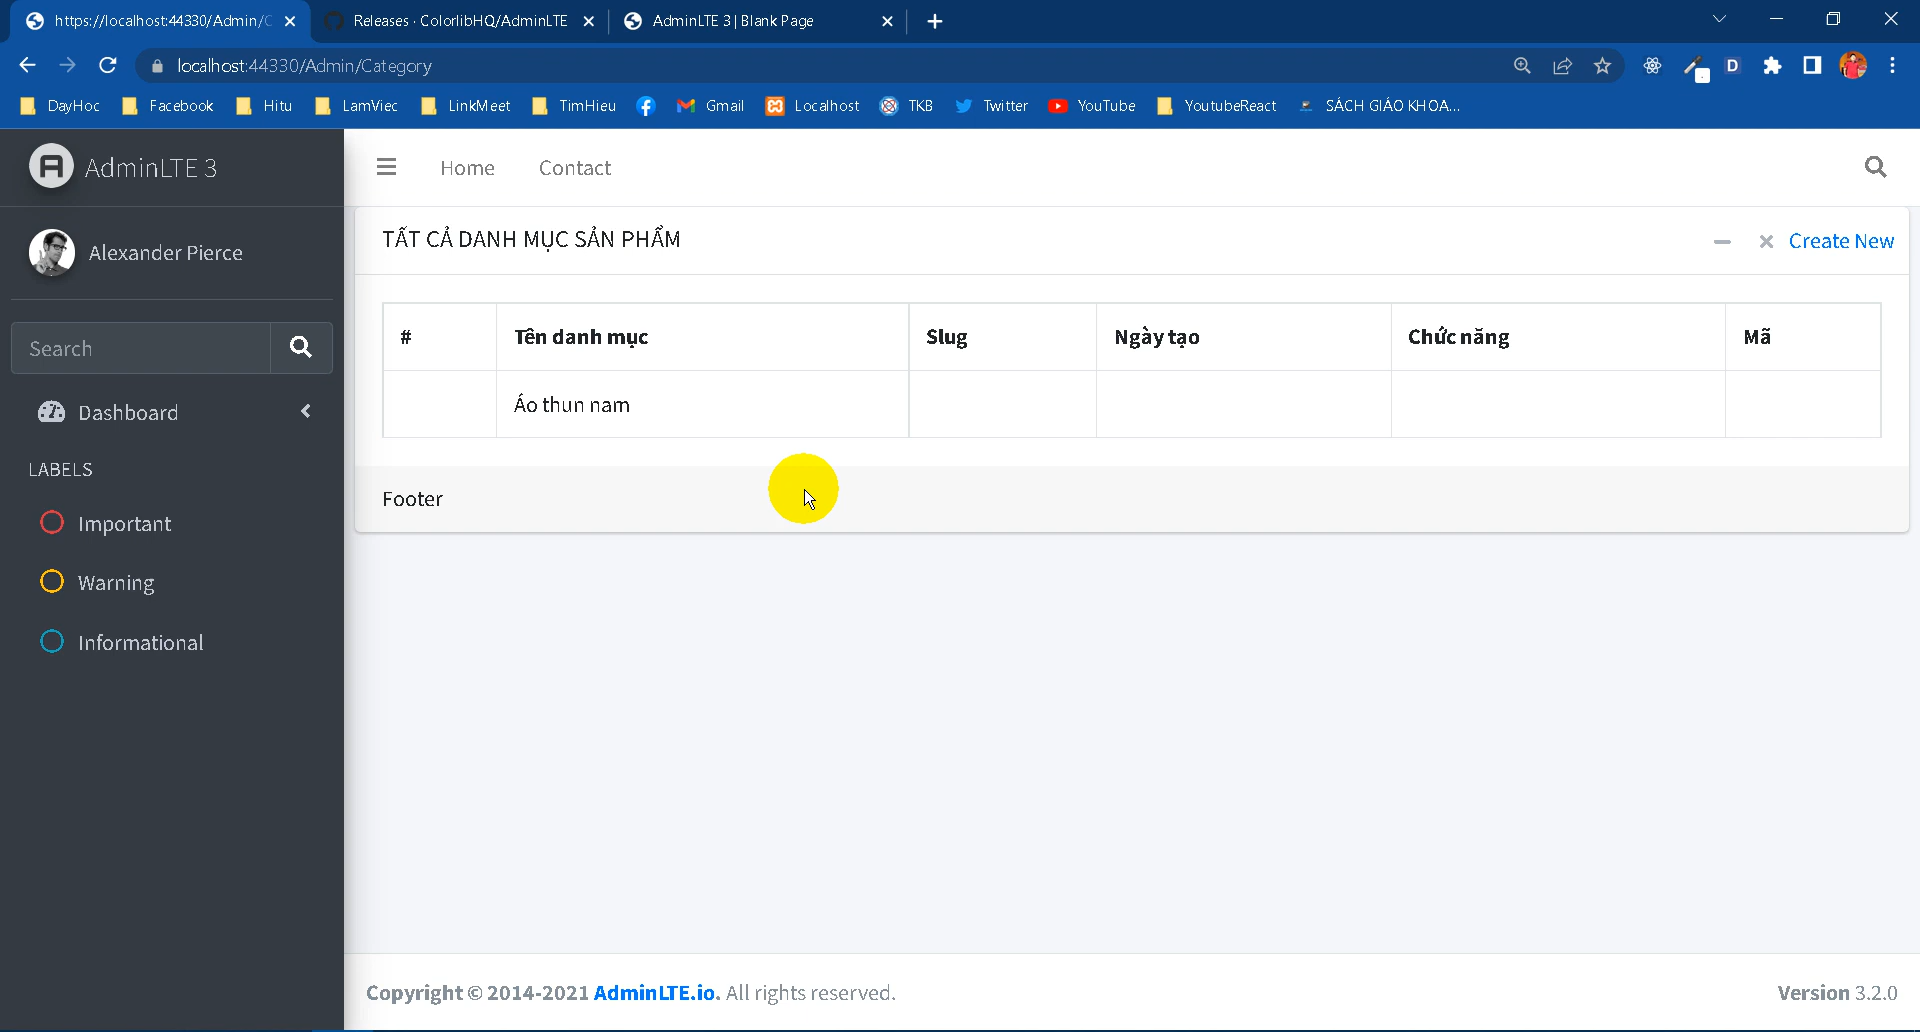 https://localhost:44330/Admin/C
Releases · ColorlibHQ/AdminLTE
AdminLTE 3 | Blank Page
localhost:44330/Admin/Category
D
DayHoc
Facebook
Hitu
LamViec
LinkMeet
TimHieu
Gmail
Localhost
TKB
Twitter
YouTube
YoutubeReact
SÁCH GIÁO KHOA...
AdminLTE 3
Home
Contact
Alexander Pierce
Search
Dashboard
LABELS
Important
Warning
Informational
TẤT CẢ DANH MỤC SẢN PHẨM
Create New
# Tên danh mục Slug Ngày tạo Chức năng Mã
Áo thun nam
Footer
Copyright © 2014-2021 AdminLTE.io. All rights reserved.
Version 3.2.0